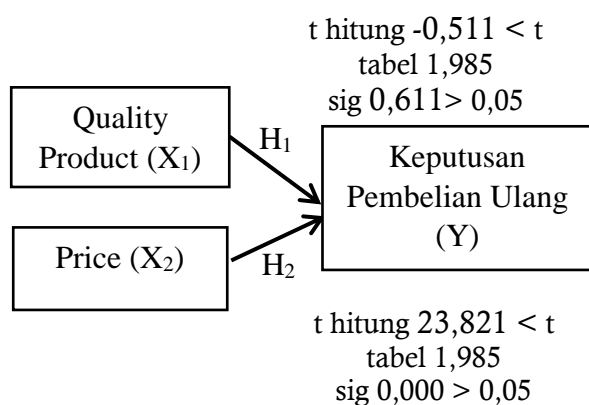 t hitung -0,511 < t
tabel 1,985
sig 0,611> 0,05
Quality
Product (X₁)
H₁
Keputusan
Pembelian Ulang
(Y)
Price (X₂)
H₂
t hitung 23,821 < t
tabel 1,985
sig 0,000 > 0,05